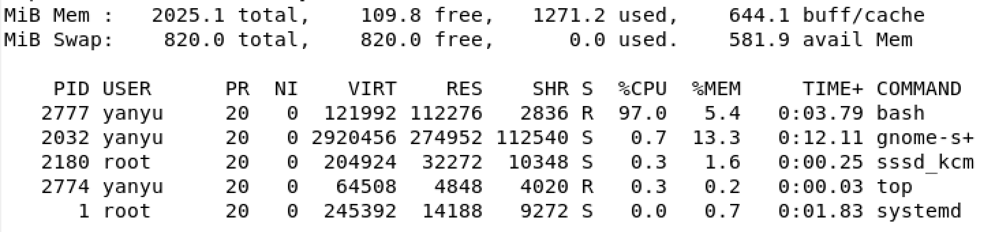 MiB Mem :   2025.1 total,    109.8 free,   1271.2 used,    644.1 buff/cache
MiB Swap:    820.0 total,    820.0 free,      0.0 used.    581.9 avail Mem
    PID USER      PR  NI    VIRT    RES    SHR S  %CPU  %MEM     TIME+ COMMAND
   2777 yanyu     20   0  121992 112276   2836 R  97.0   5.4   0:03.79 bash
   2032 yanyu     20   0 2920456 274952 112540 S   0.7  13.3   0:12.11 gnome-s+
   2180 root      20   0  204924  32272  10348 S   0.3   1.6   0:00.25 sssd_kcm
   2774 yanyu     20   0   64508   4848   4020 R   0.3   0.2   0:00.03 top
      1 root      20   0  245392  14188   9272 S   0.0   0.7   0:01.83 systemd